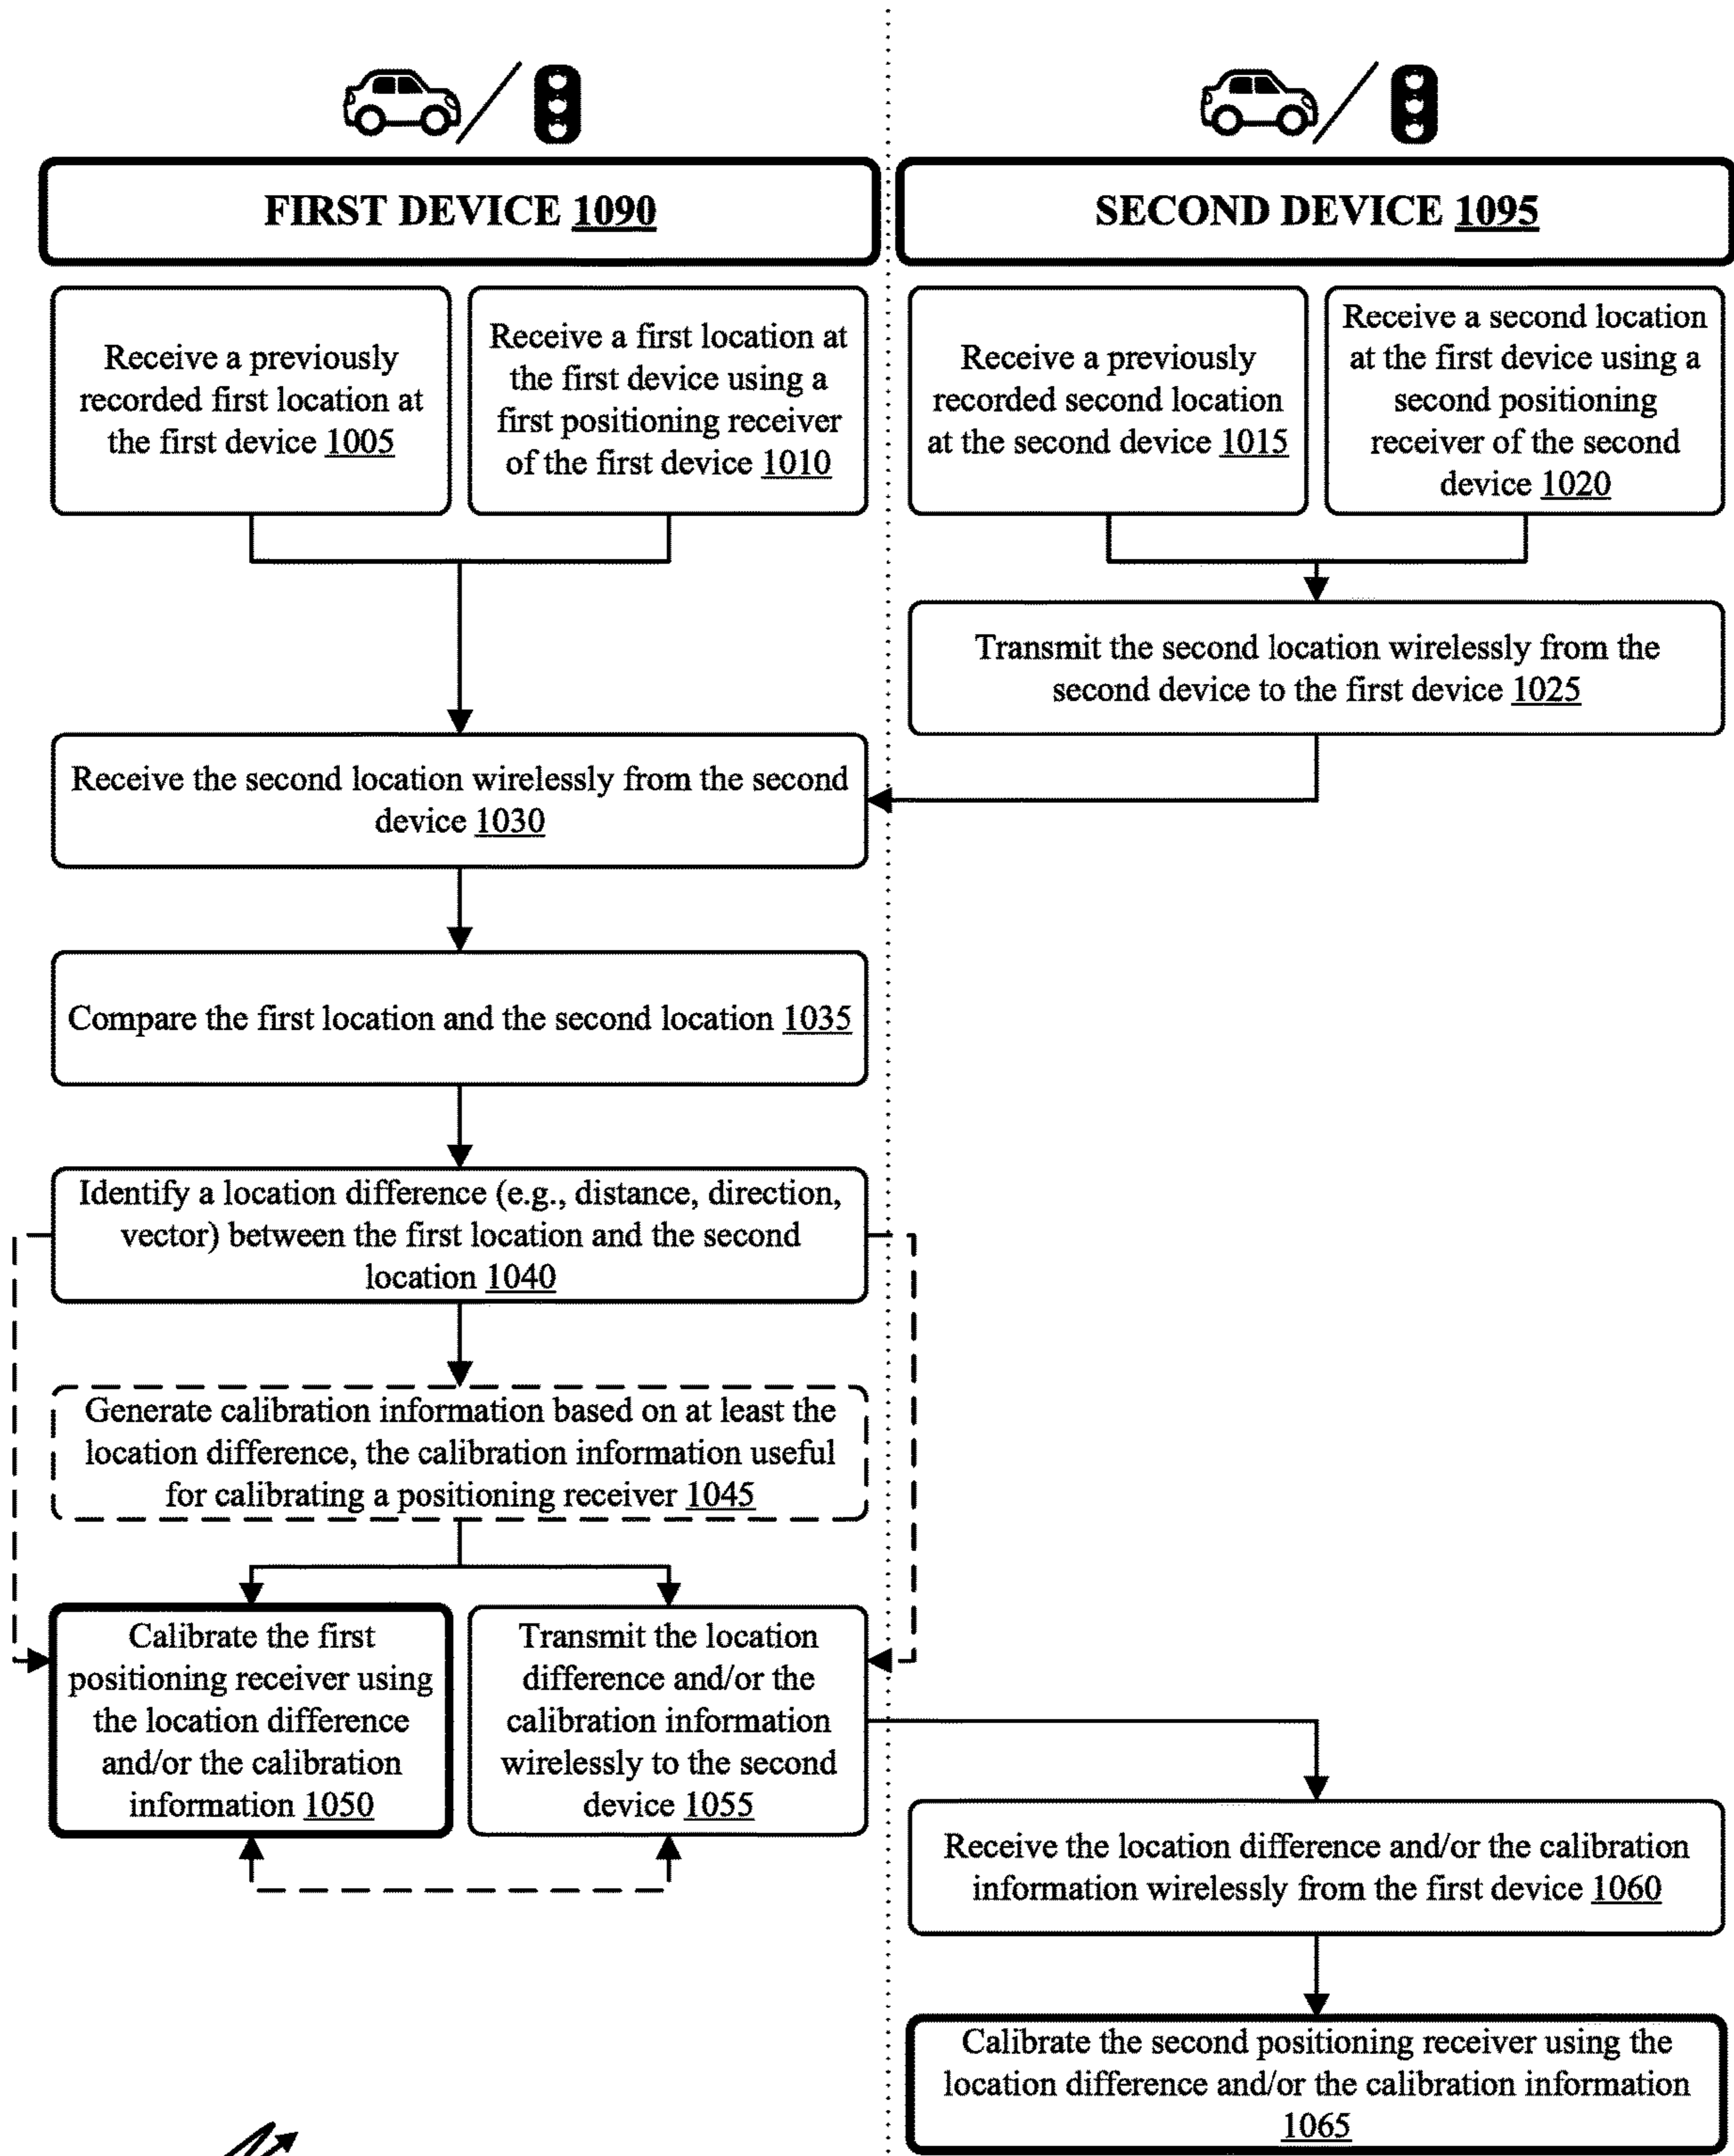 FIRST DEVICE 1090
SECOND DEVICE 1095
Receive a previously
recorded first location at
the first device 1005
Receive a first location at
the first device using a
first positioning receiver
of the first device 1010
Receive a previously
recorded second location
at the second device 1015
Receive a second location
at the first device using a
second positioning
receiver of the second
device 1020
Transmit the second location wirelessly from the
second device to the first device 1025
Receive the second location wirelessly from the second
device 1030
Compare the first location and the second location 1035
Identify a location difference (e.g., distance, direction,
vector) between the first location and the second
location 1040
Generate calibration information based on at least the
location difference, the calibration information useful
for calibrating a positioning receiver 1045
Calibrate the first
positioning receiver using
the location difference
and/or the calibration
information 1050
Transmit the location
difference and/or the
calibration information
wirelessly to the second
device 1055
Receive the location difference and/or the calibration
information wirelessly from the first device 1060
Calibrate the second positioning receiver using the
location difference and/or the calibration information
1065